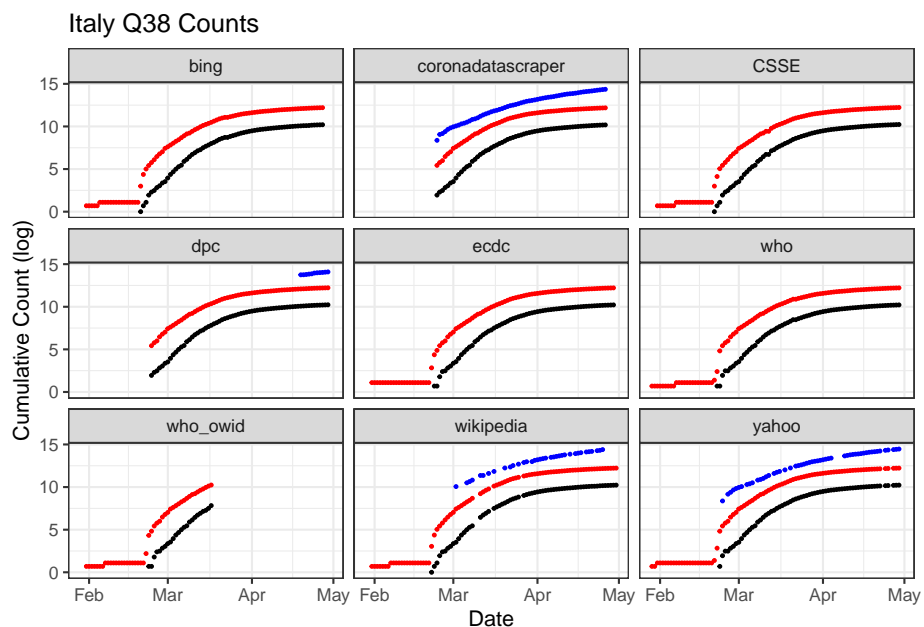 Italy Q38 Counts
bing coronadatascraper CSSE
15
10
5
0
dpc ecdc who
15
10
5
0
who_owid wikipedia yahoo
15
10
5
0
Feb Mar Apr May Feb Mar Apr May Feb Mar Apr May
Date
Cumulative Count (log)